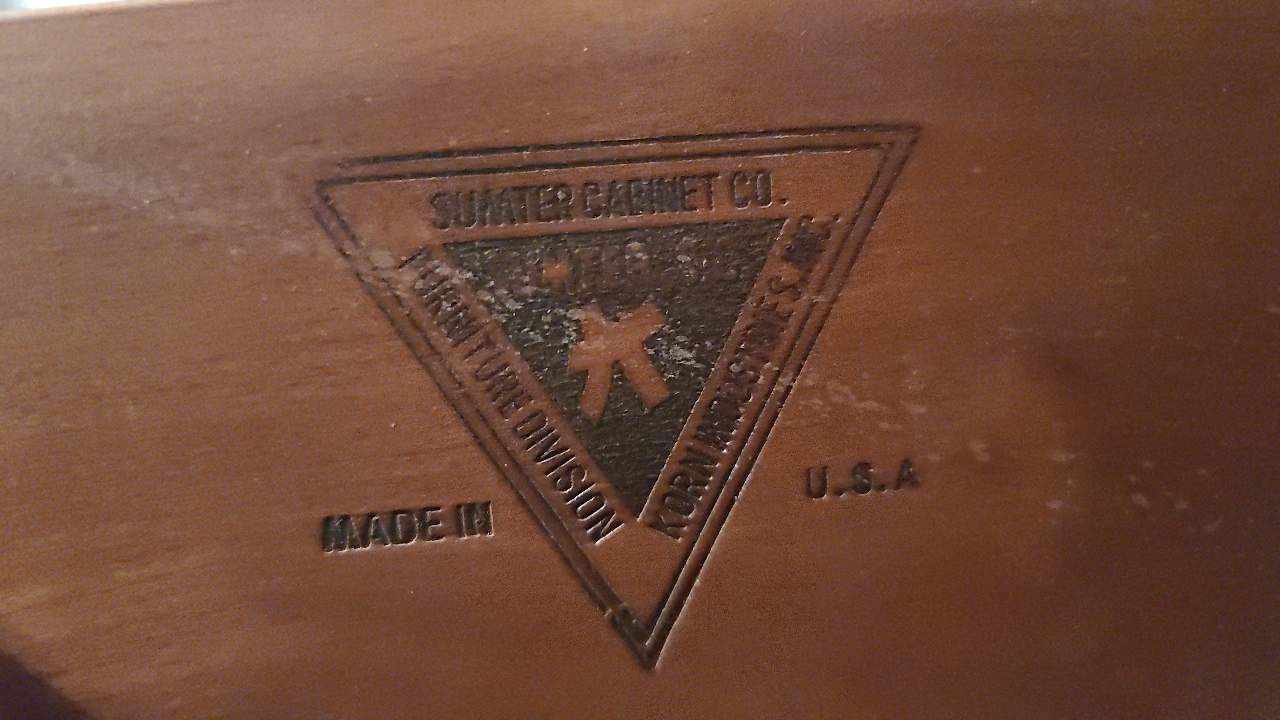 SUMTER CABINET CO.
FURNITURE DIVISION
KORN INDUSTRIES, INC.
MADE IN
U.S.A